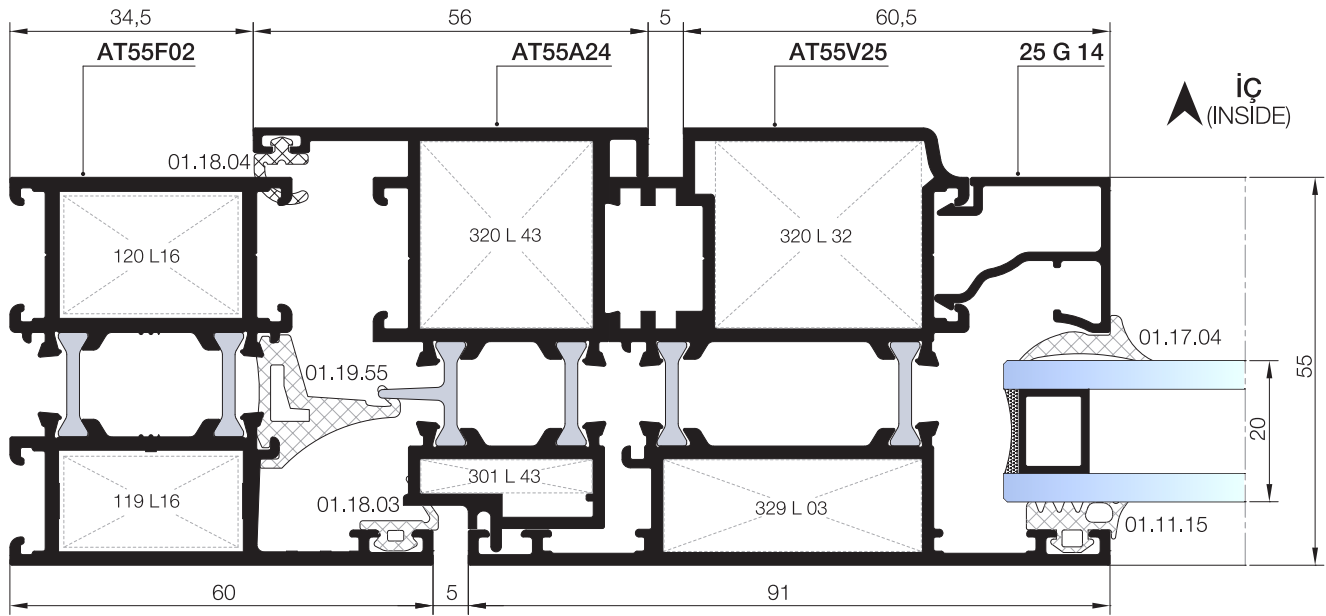 34,5
56
5
60,5
AT55F02
AT55A24
AT55V25
25 G 14
İÇ
(INSIDE)
01.18.04
120 L16
320 L 43
320 L 32
01.17.04
01.19.55
55
20
119 L16
301 L 43
01.18.03
329 L 03
01.11.15
60
5
91